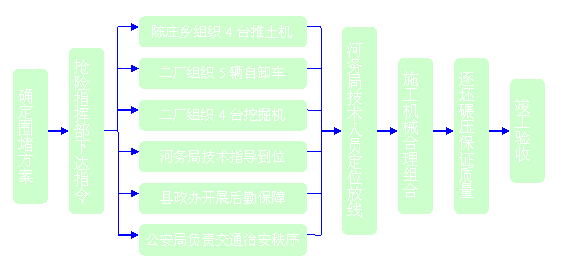 确定围堵方案
抢险指挥部下达指令
陈庄乡组织4台推土机
二厂组织5辆自卸车
二厂组织4台挖掘机
河务局技术指导到位
县政办开展后勤保障
公安局负责交通治安秩序
河务局技术人员定位放线
施工机械合理组合
逐坯碾压保证质量
竣工验收